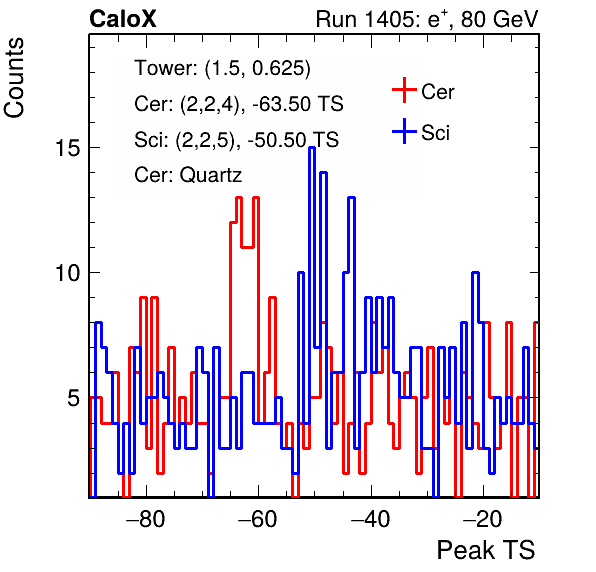 CaloX Run 1405: e⁺, 80 GeV
Tower: (1.5, 0.625)
Cer: (2,2,4), -63.50 TS
Sci: (2,2,5), -50.50 TS
Cer: Quartz
Cer
Sci
Counts
15
10
5
−80 −60 −40 −20
Peak TS